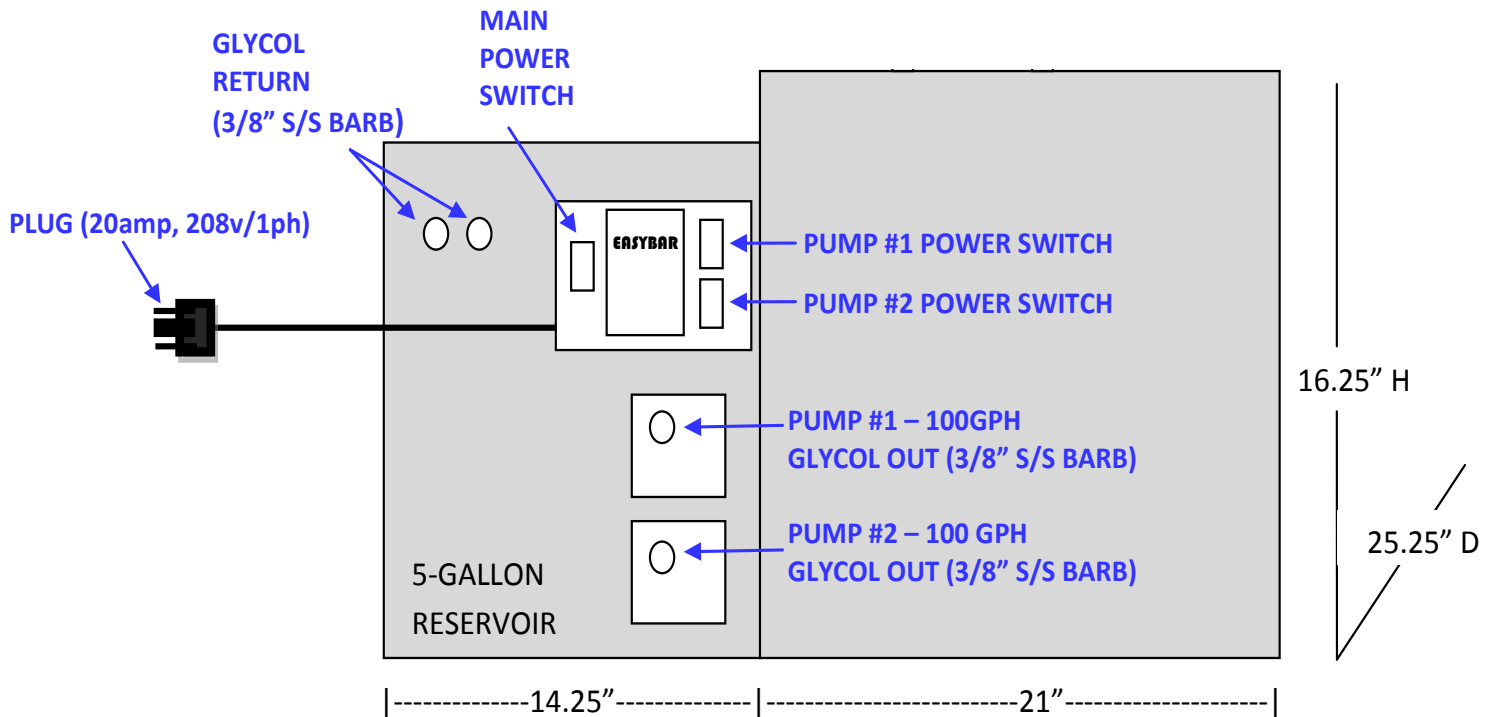 GLYCOL
RETURN
(3/8” S/S BARB)
MAIN
POWER
SWITCH
PLUG (20amp, 208v/1ph)
EASYBAR
PUMP #1 POWER SWITCH
PUMP #2 POWER SWITCH
16.25” H
PUMP #1 – 100GPH
GLYCOL OUT (3/8” S/S BARB)
PUMP #2 – 100 GPH
GLYCOL OUT (3/8” S/S BARB)
25.25” D
5-GALLON
RESERVOIR
|--------------14.25”-------------|-------------------------21”---------------------|